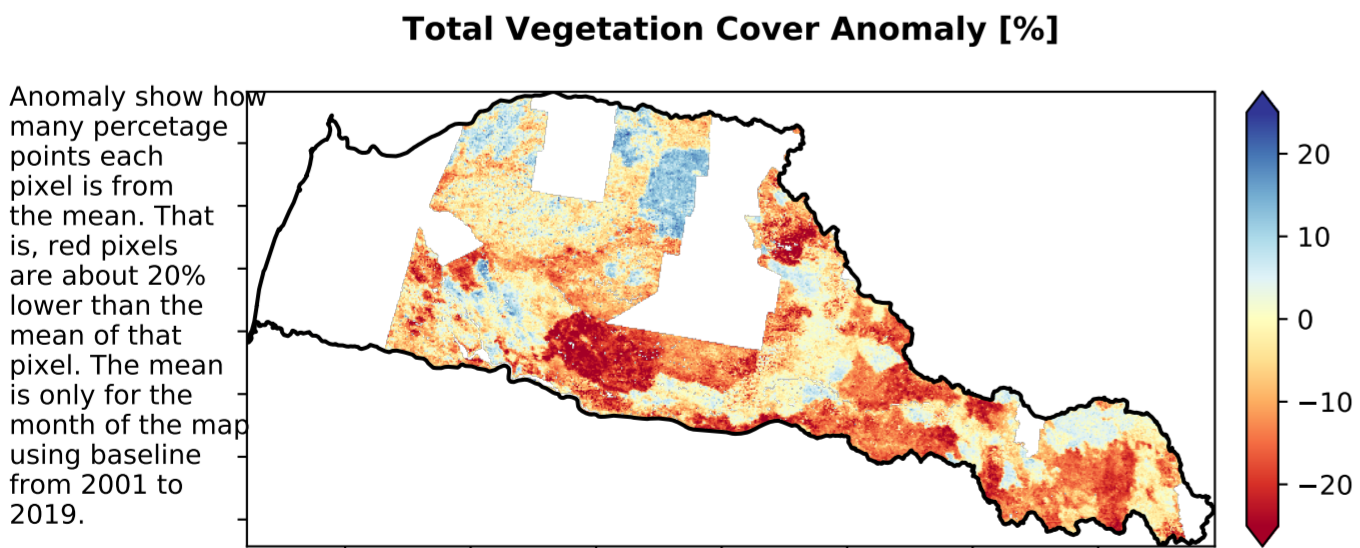 Total Vegetation Cover Anomaly [%]
Anomaly show how
many percetage
points each
pixel is from
the mean. That
is, red pixels
are about 20%
lower than the
mean of that
pixel. The mean
is only for the
month of the map
using baseline
from 2001 to
2019.
20
10
0
−10
−20